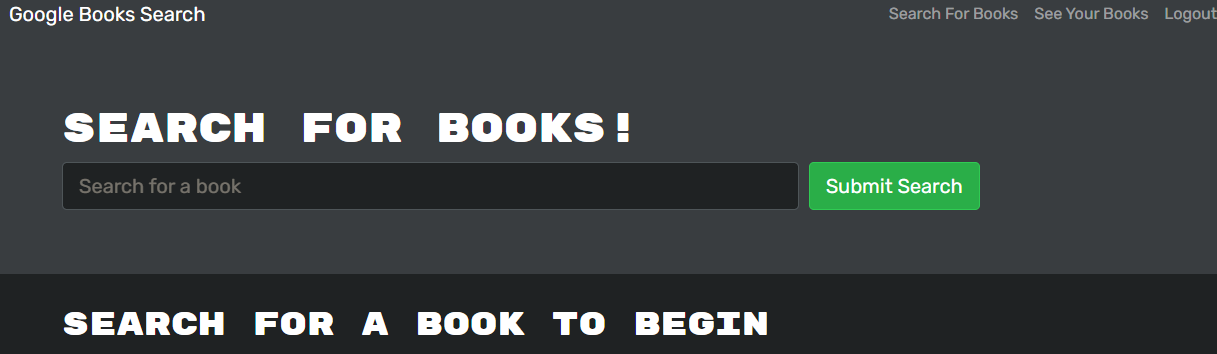 Google Books Search
Search For Books See Your Books Logout
SEARCH FOR BOOKS!
Search for a book
Submit Search
SEARCH FOR A BOOK TO BEGIN